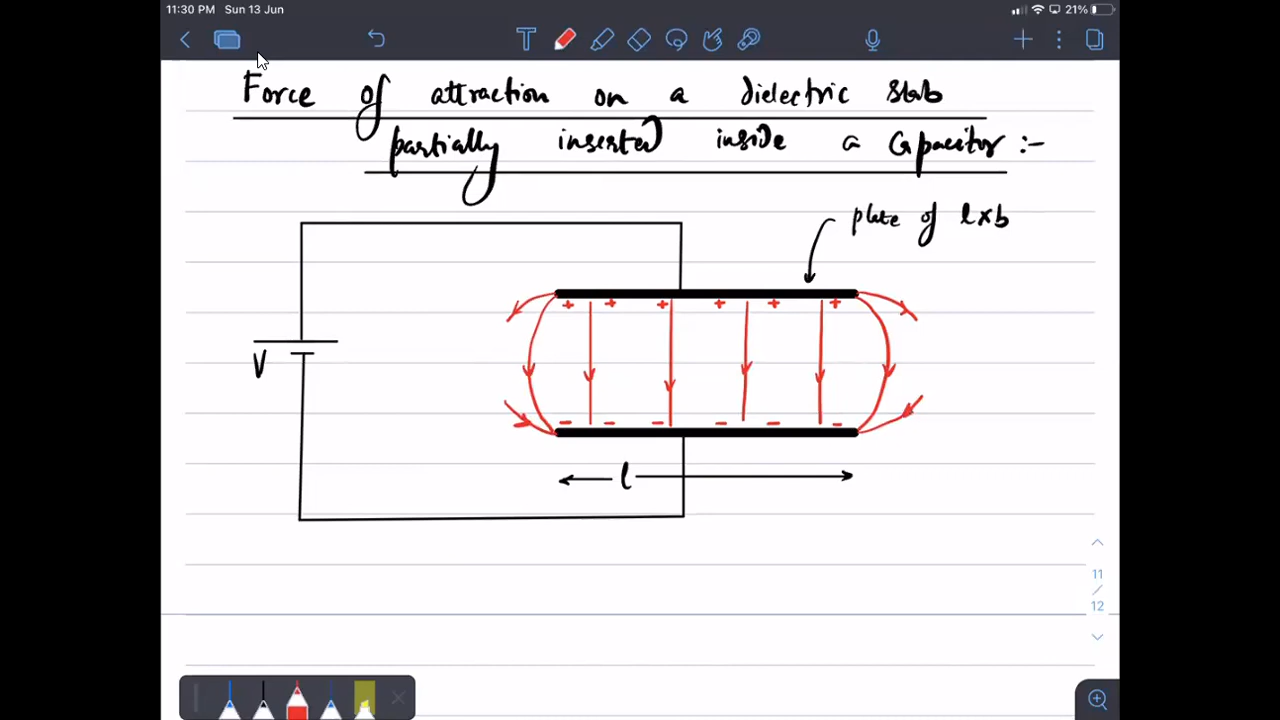 11:30 PM Sun 13 Jun
21%
T
Force of attraction on a dielectric slab
partially inserted inside a Capacitor :-
plate of l×b
+ + + + + +
V
- - - - - -
l
11
/
12